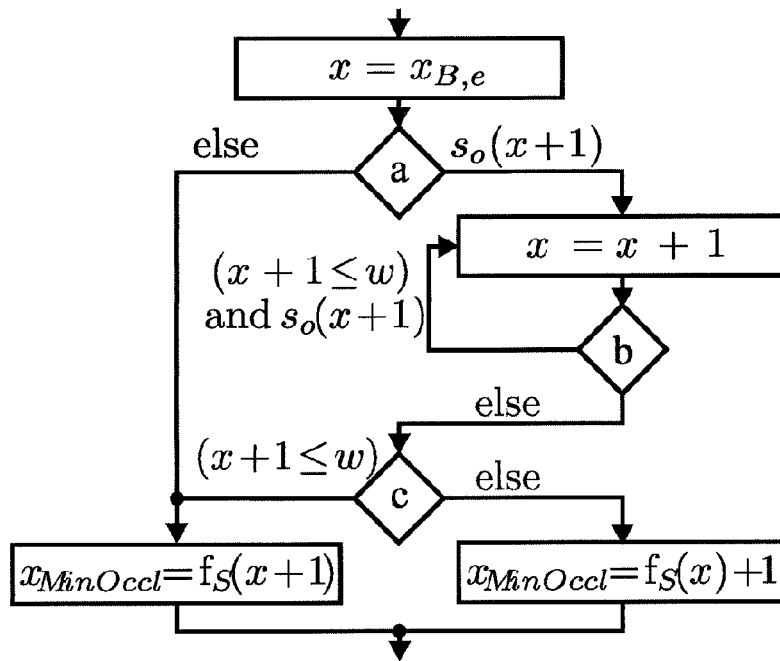 x = x_{B,e}
else
s_o(x+1)
a
x = x + 1
(x + 1 ≤ w)
and s_o(x+1)
b
else
(x+1 ≤ w)
c
else
x_{MinOccl} = f_S(x+1)
x_{MinOccl} = f_S(x)+1